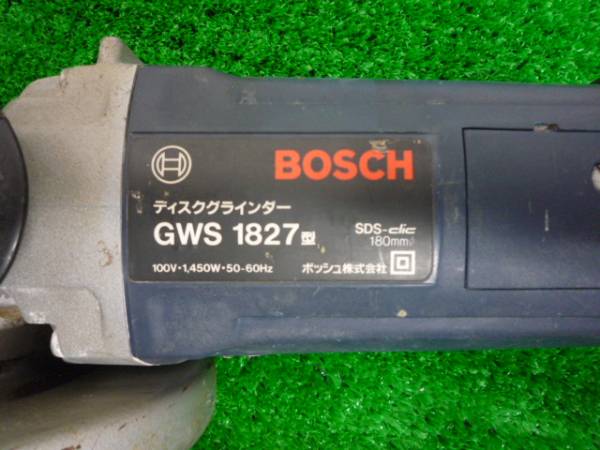 BOSCH
ディスクグラインダー
GWS 1827型
SDS-clic
180mm
100V・1,450W・50-60Hz
ボッシュ株式会社